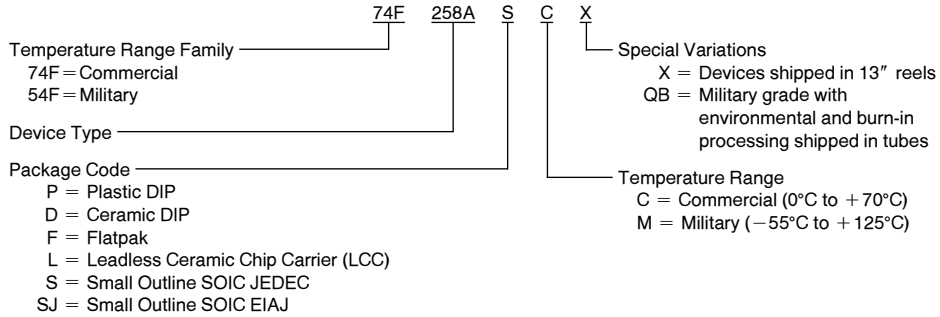 74F 258A S C X
Temperature Range Family
74F = Commercial
54F = Military
Device Type
Package Code
P = Plastic DIP
D = Ceramic DIP
F = Flatpak
L = Leadless Ceramic Chip Carrier (LCC)
S = Small Outline SOIC JEDEC
SJ = Small Outline SOIC EIAJ
Special Variations
X = Devices shipped in 13″ reels
QB = Military grade with
environmental and burn-in
processing shipped in tubes
Temperature Range
C = Commercial (0°C to +70°C)
M = Military (−55°C to +125°C)